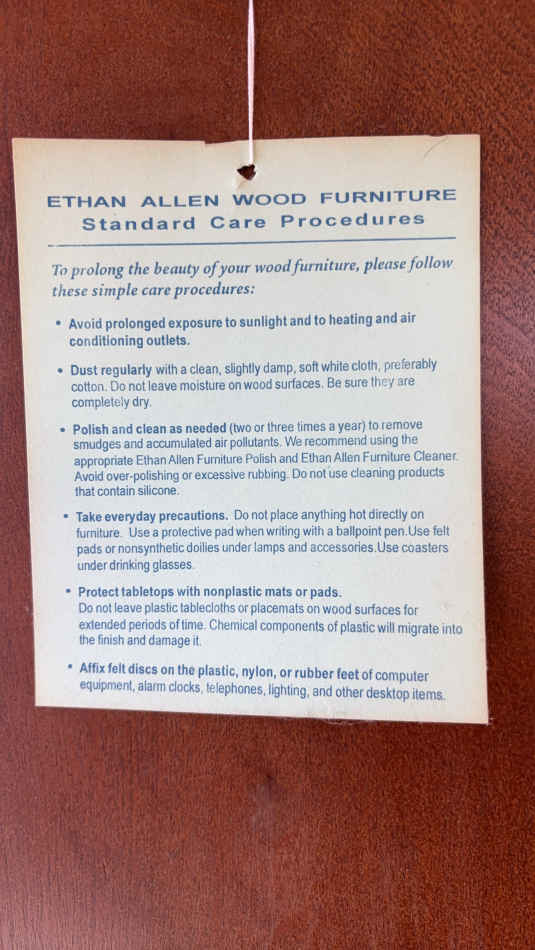 ETHAN ALLEN WOOD FURNITURE
Standard Care Procedures
To prolong the beauty of your wood furniture, please follow
these simple care procedures:
• Avoid prolonged exposure to sunlight and to heating and air
conditioning outlets.
• Dust regularly with a clean, slightly damp, soft white cloth, preferably
cotton. Do not leave moisture on wood surfaces. Be sure they are
completely dry.
• Polish and clean as needed (two or three times a year) to remove
smudges and accumulated air pollutants. We recommend using the
appropriate Ethan Allen Furniture Polish and Ethan Allen Furniture Cleaner.
Avoid over-polishing or excessive rubbing. Do not use cleaning products
that contain silicone.
• Take everyday precautions. Do not place anything hot directly on
furniture. Use a protective pad when writing with a ballpoint pen.Use felt
pads or nonsynthetic doilies under lamps and accessories.Use coasters
under drinking glasses.
• Protect tabletops with nonplastic mats or pads.
Do not leave plastic tablecloths or placemats on wood surfaces for
extended periods of time. Chemical components of plastic will migrate into
the finish and damage it.
• Affix felt discs on the plastic, nylon, or rubber feet of computer
equipment, alarm clocks, telephones, lighting, and other desktop items.